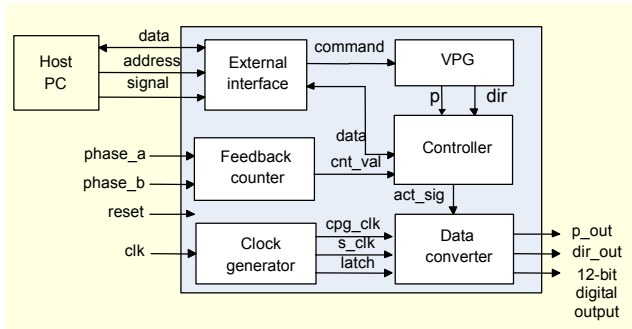 data
Host
PC
address
signal
External
interface
command
VPG
p
dir
data
Controller
phase_a
phase_b
Feedback
counter
cnt_val
act_sig
reset
clk
Clock
generator
cpg_clk
s_clk
latch
Data
converter
p_out
dir_out
12-bit
digital
output